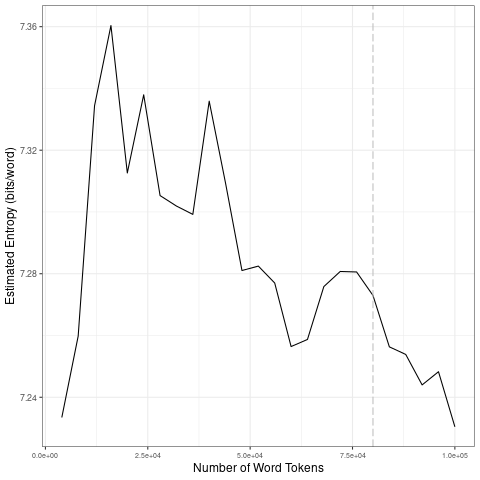 7.36
7.32
7.28
7.24
Estimated Entropy (bits/word)
0.0e+00 2.5e+04 5.0e+04 7.5e+04 1.0e+05
Number of Word Tokens